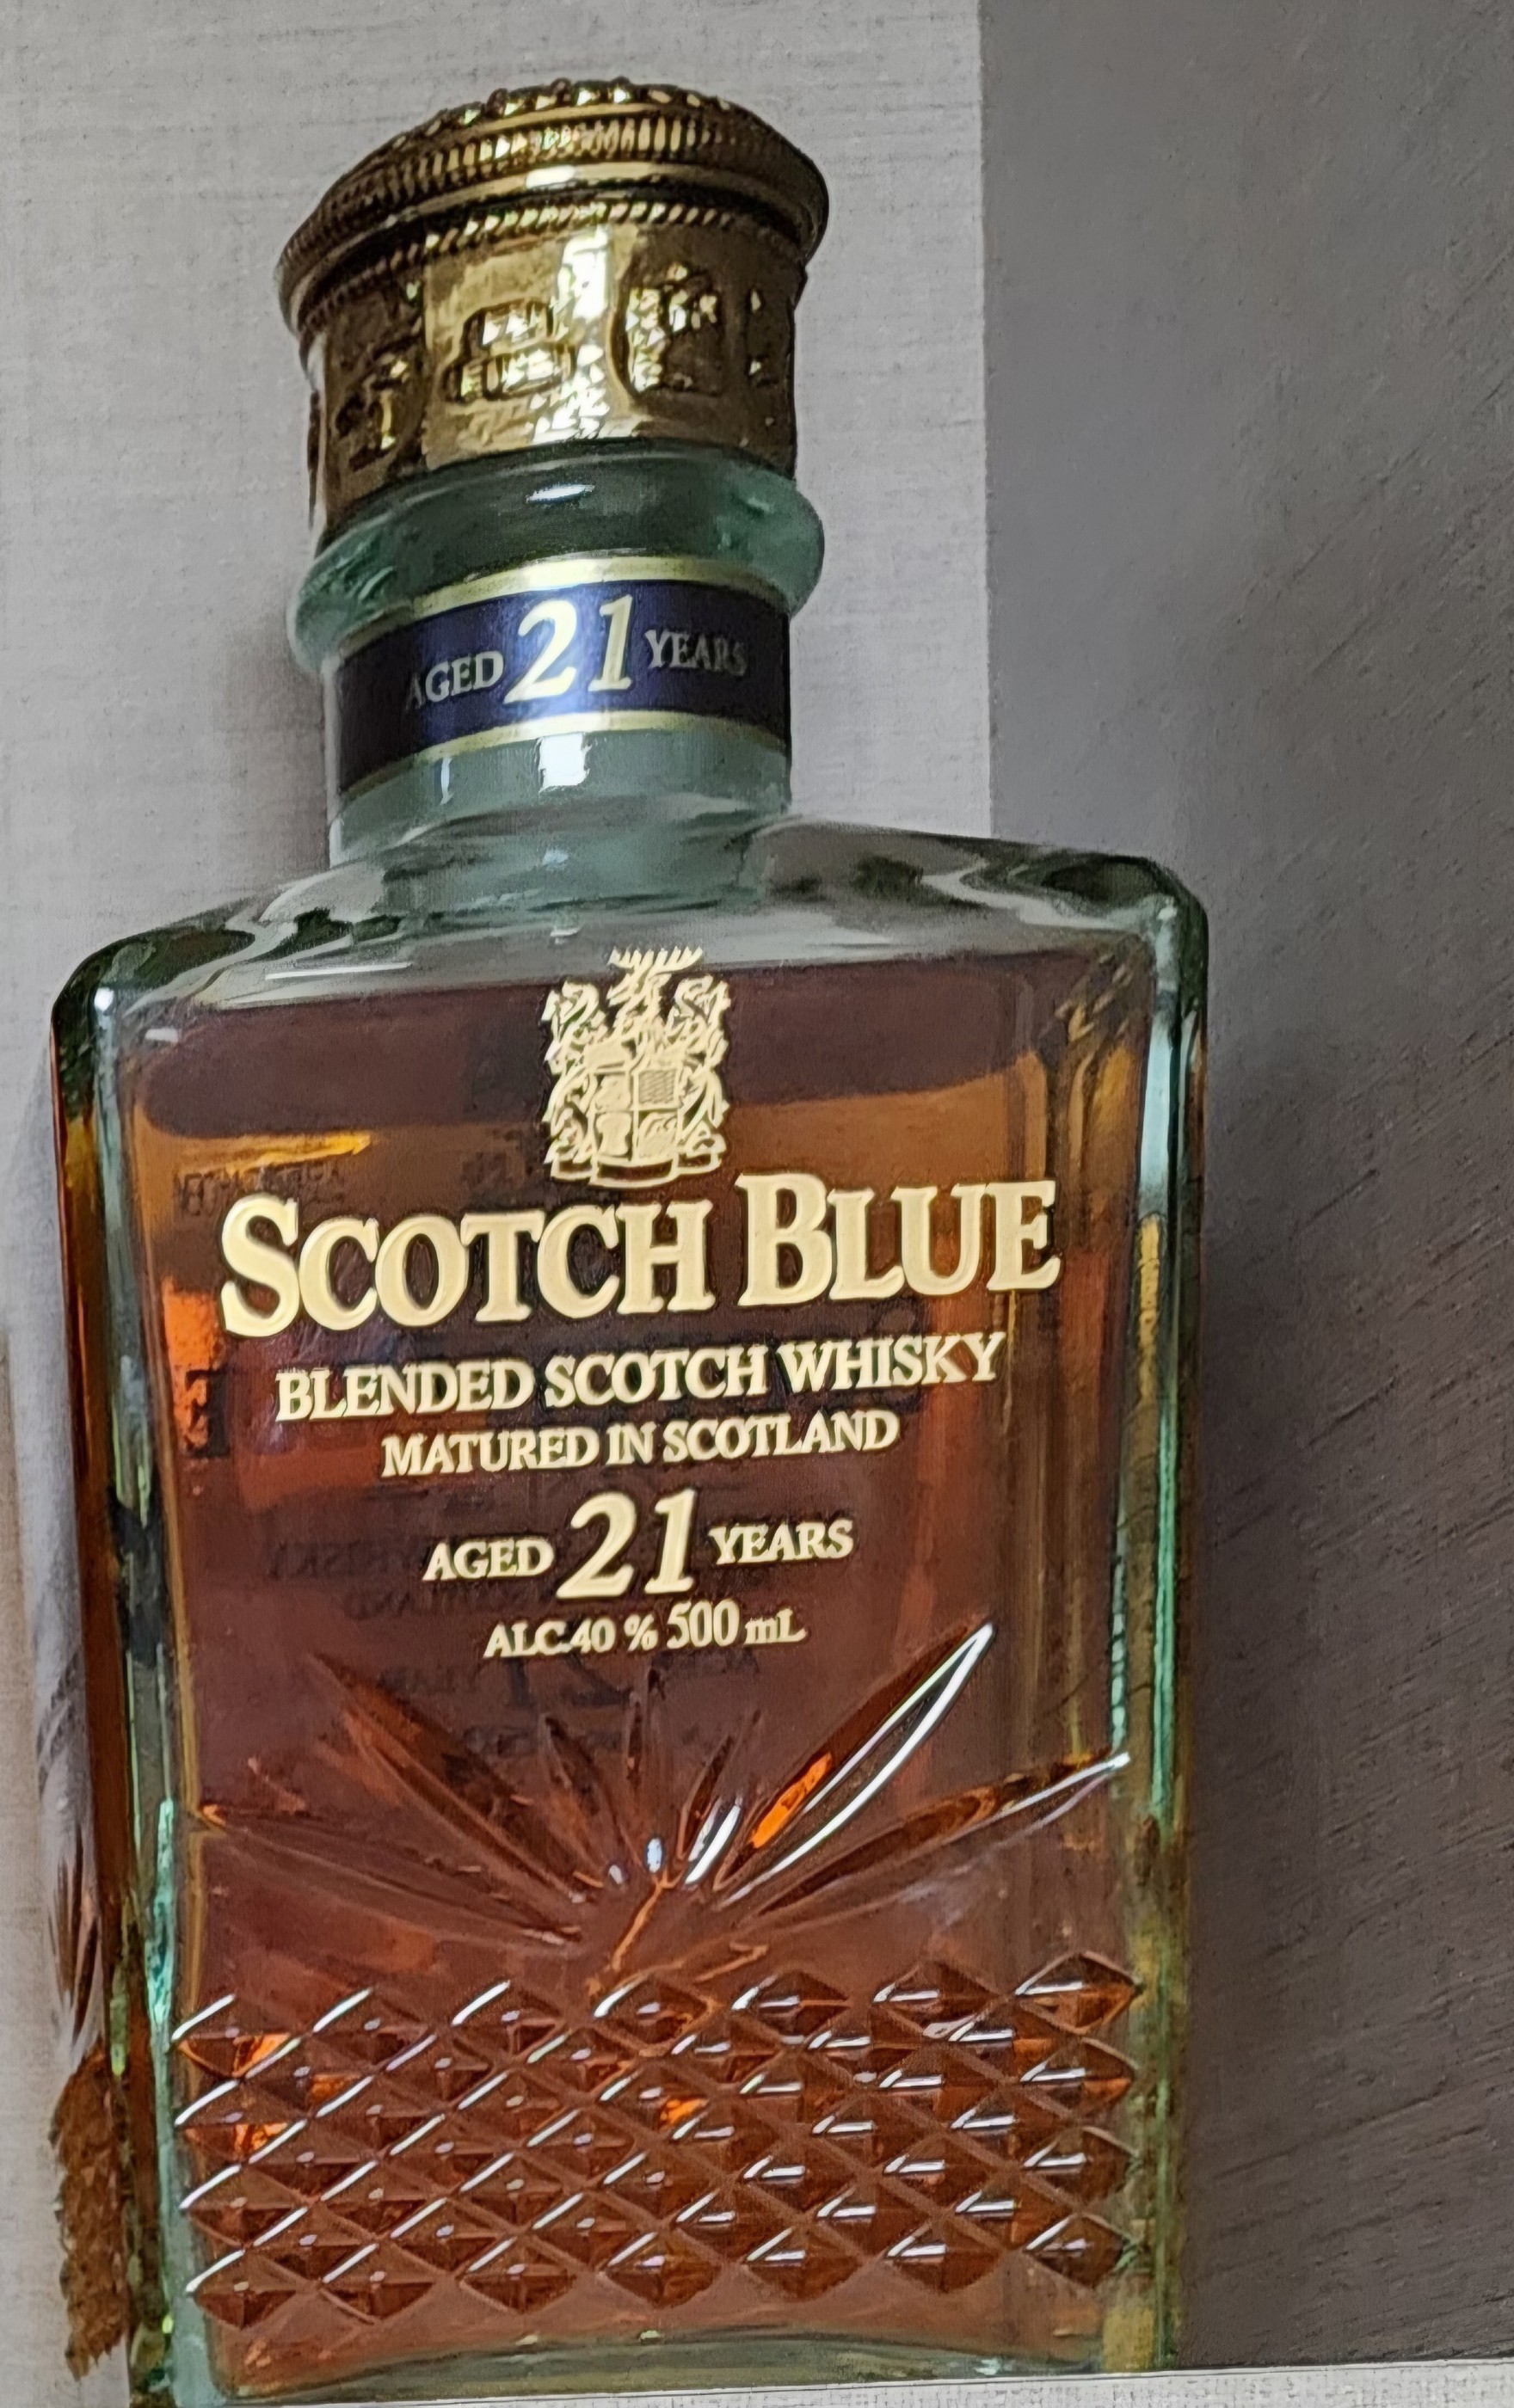 AGED 21 YEARS
SCOTCH BLUE
BLENDED SCOTCH WHISKY
MATURED IN SCOTLAND
AGED 21 YEARS
ALC.40 % 500 mL